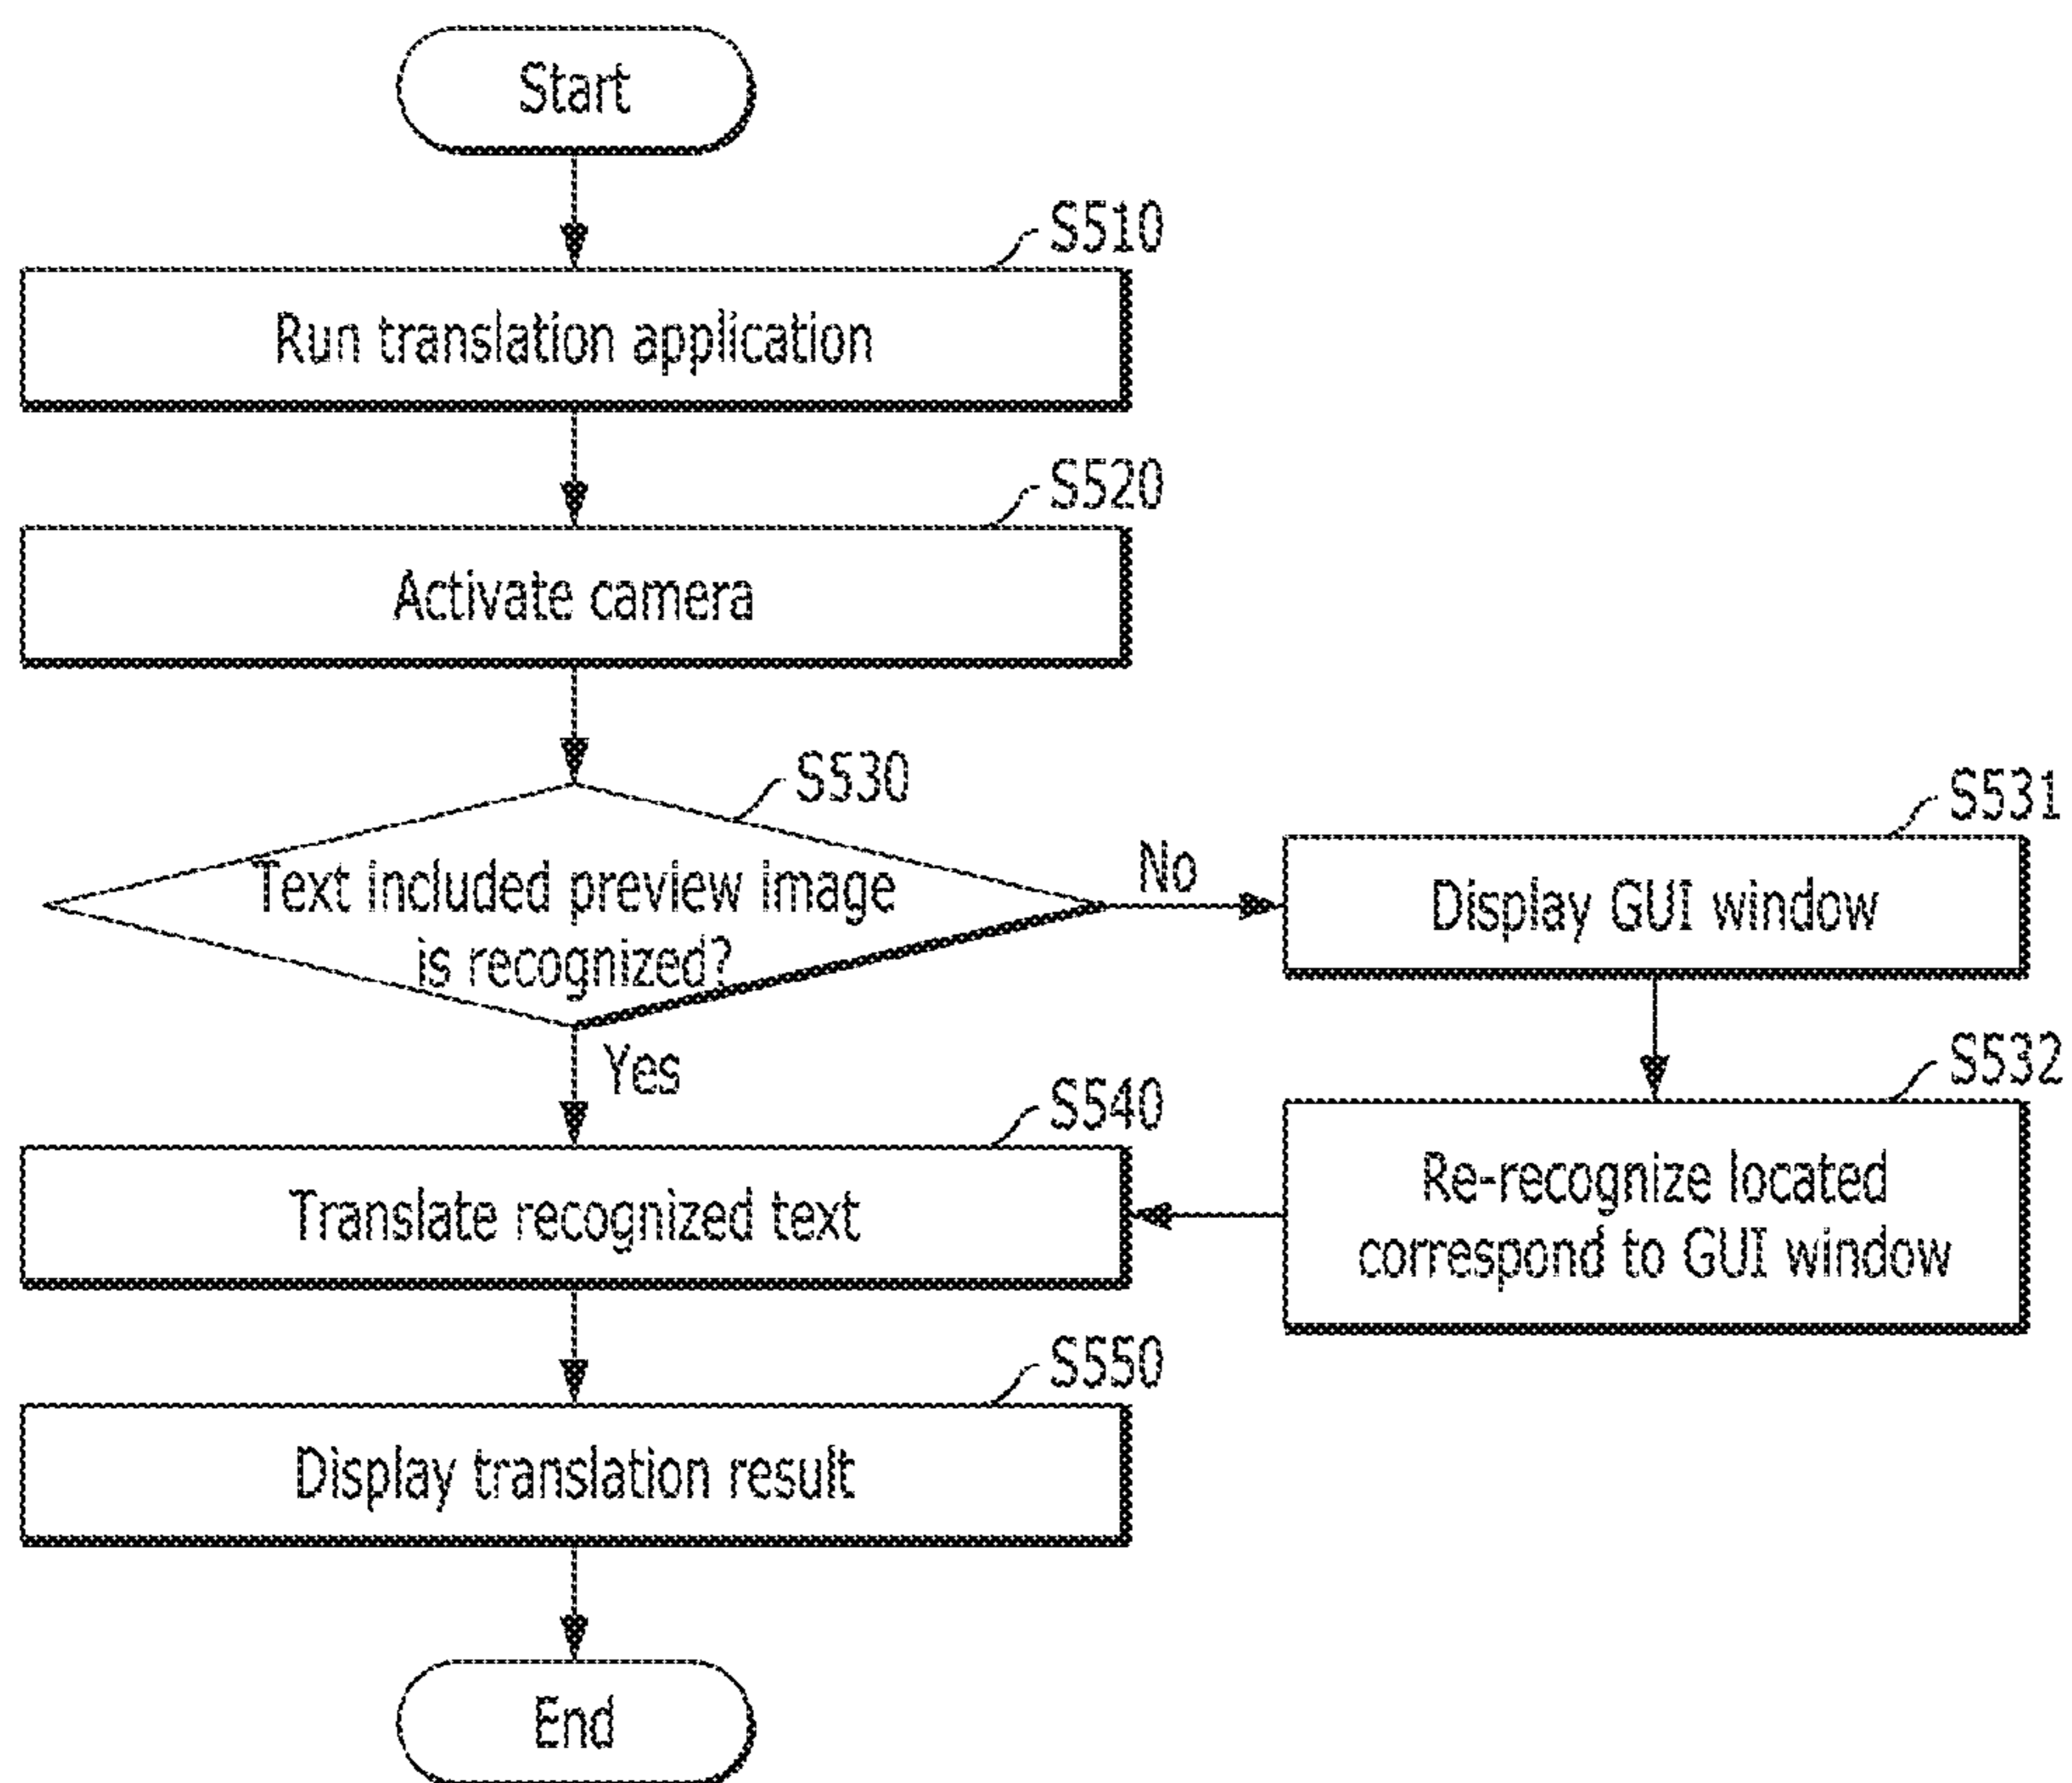 Start
S510
Run translation application
S520
Activate camera
S530
Text included preview image
is recognized?
No
S531
Display GUI window
Yes
S532
Re-recognize located
correspond to GUI window
S540
Translate recognized text
S550
Display translation result
End